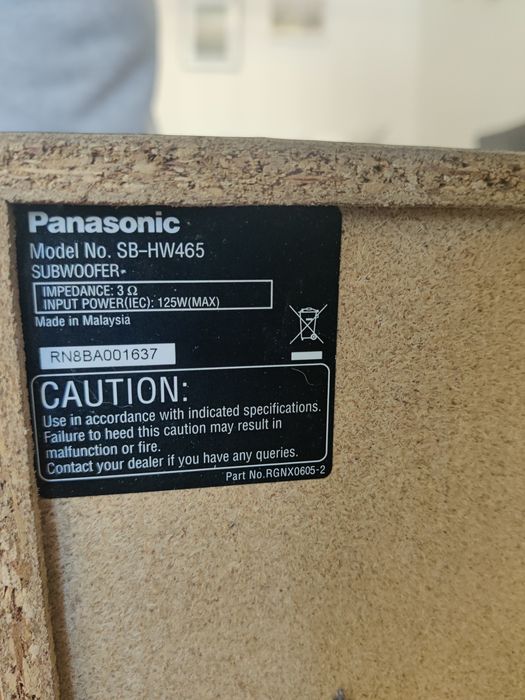 Panasonic
Model No. SB-HW465
SUBWOOFER
IMPEDANCE: 3 Ω
INPUT POWER(IEC): 125W(MAX)
Made in Malaysia
RN8BA001637
CAUTION:
Use in accordance with indicated specifications.
Failure to heed this caution may result in
malfunction or fire.
Contact your dealer if you have any queries.
Part No.RGNX0605-2